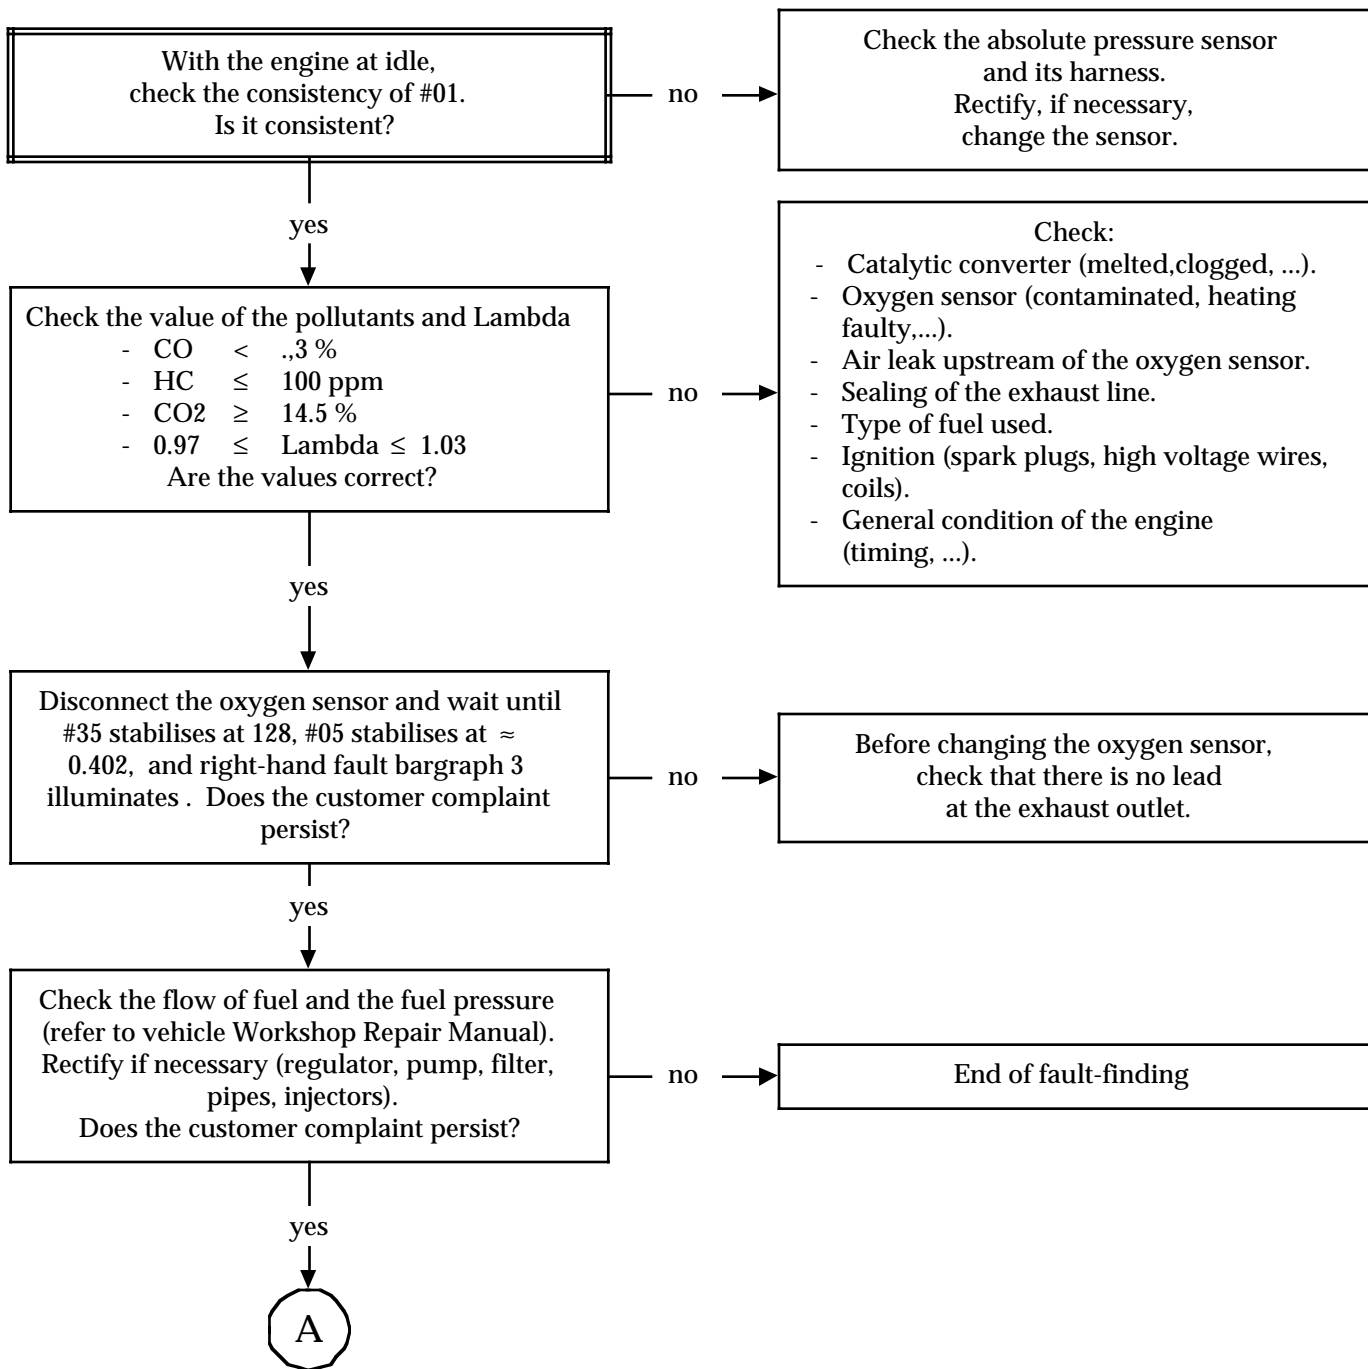 With the engine at idle,
check the consistency of #01.
Is it consistent?
no
Check the absolute pressure sensor
and its harness.
Rectify, if necessary,
change the sensor.
yes
Check the value of the pollutants and Lambda
- CO < .,3 %
- HC ≤ 100 ppm
- CO2 ≥ 14.5 %
- 0.97 ≤ Lambda ≤ 1.03
Are the values correct?
no
Check:
- Catalytic converter (melted,clogged, ...).
- Oxygen sensor (contaminated, heating
faulty,...).
- Air leak upstream of the oxygen sensor.
- Sealing of the exhaust line.
- Type of fuel used.
- Ignition (spark plugs, high voltage wires,
coils).
- General condition of the engine
(timing, ...).
yes
Disconnect the oxygen sensor and wait until
#35 stabilises at 128, #05 stabilises at ≈
0.402, and right-hand fault bargraph 3
illuminates . Does the customer complaint
persist?
no
Before changing the oxygen sensor,
check that there is no lead
at the exhaust outlet.
yes
Check the flow of fuel and the fuel pressure
(refer to vehicle Workshop Repair Manual).
Rectify if necessary (regulator, pump, filter,
pipes, injectors).
Does the customer complaint persist?
no
End of fault-finding
yes
A